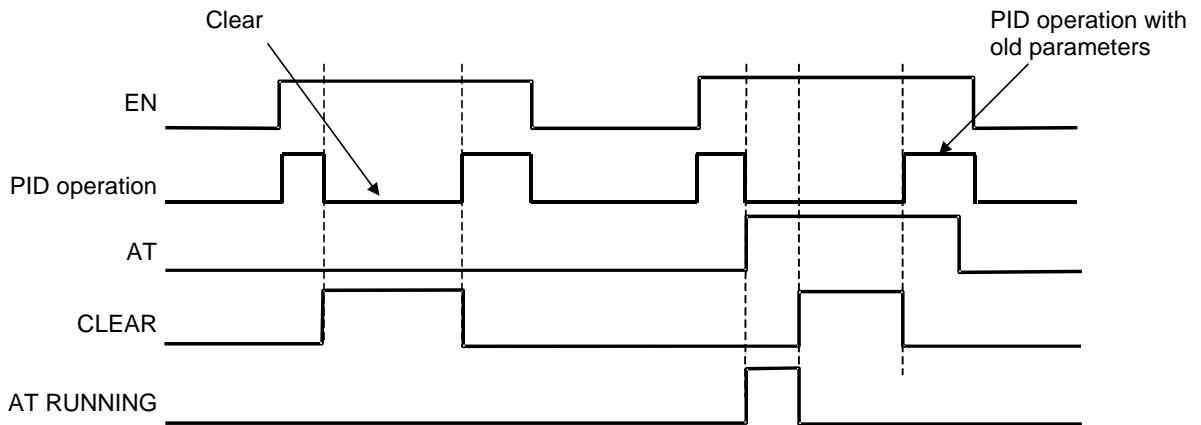 Clear
PID operation with
old parameters
EN
PID operation
AT
CLEAR
AT RUNNING